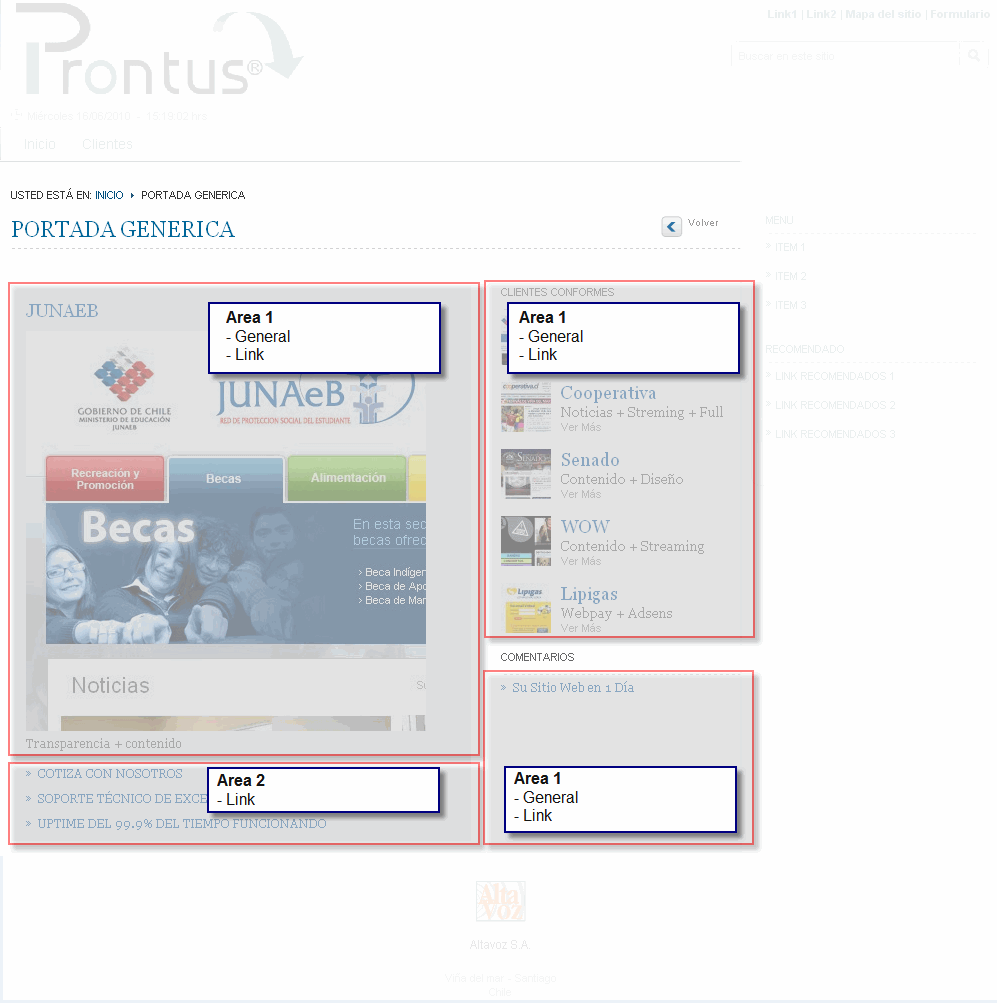 Prontus®
Link1 | Link2 | Mapa del sitio | Formulario
Buscar en este sitio
Miércoles 18/08/2010 - 15:19:02 hrs
Inicio Clientes
USTED ESTÁ EN: INICIO PORTADA GENERICA
PORTADA GENERICA
Volver
MENU
ITEM 1
ITEM 2
ITEM 3
RECOMENDADO
LINK RECOMENDADOS 1
LINK RECOMENDADOS 2
LINK RECOMENDADOS 3
JUNAEB
Area 1
- General
- Link
GOBIERNO DE CHILE
MINISTERIO DE EDUCACIÓN
JUNAEB
JUNAeB
RED DE PROTECCION SOCIAL DEL ESTUDIANTE
Recreación y
Promoción
Becas
Alimentación
Becas
En esta sec
becas ofrec
› Beca Indíger
› Beca de Apo
› Beca de Man
Noticias
Transparencia + contenido
» COTIZA CON NOSOTROS
» SOPORTE TÉCNICO DE EXCE
» UPTIME DEL 99.9% DEL TIEMPO FUNCIONANDO
Area 2
- Link
CLIENTES CONFORMES
Area 1
- General
- Link
cooperativa.cl
Cooperativa
Noticias + Streming + Full
Ver Más
SENADO
Senado
Contenido + Diseño
Ver Más
WOW
Contenido + Streaming
Ver Más
Lipigas
Lipigas
Webpay + Adsens
Ver Más
COMENTARIOS
» Su Sitio Web en 1 Día
Area 1
- General
- Link
Alta
voz
Altavoz S.A.
Viña del mar - Santiago
Chile